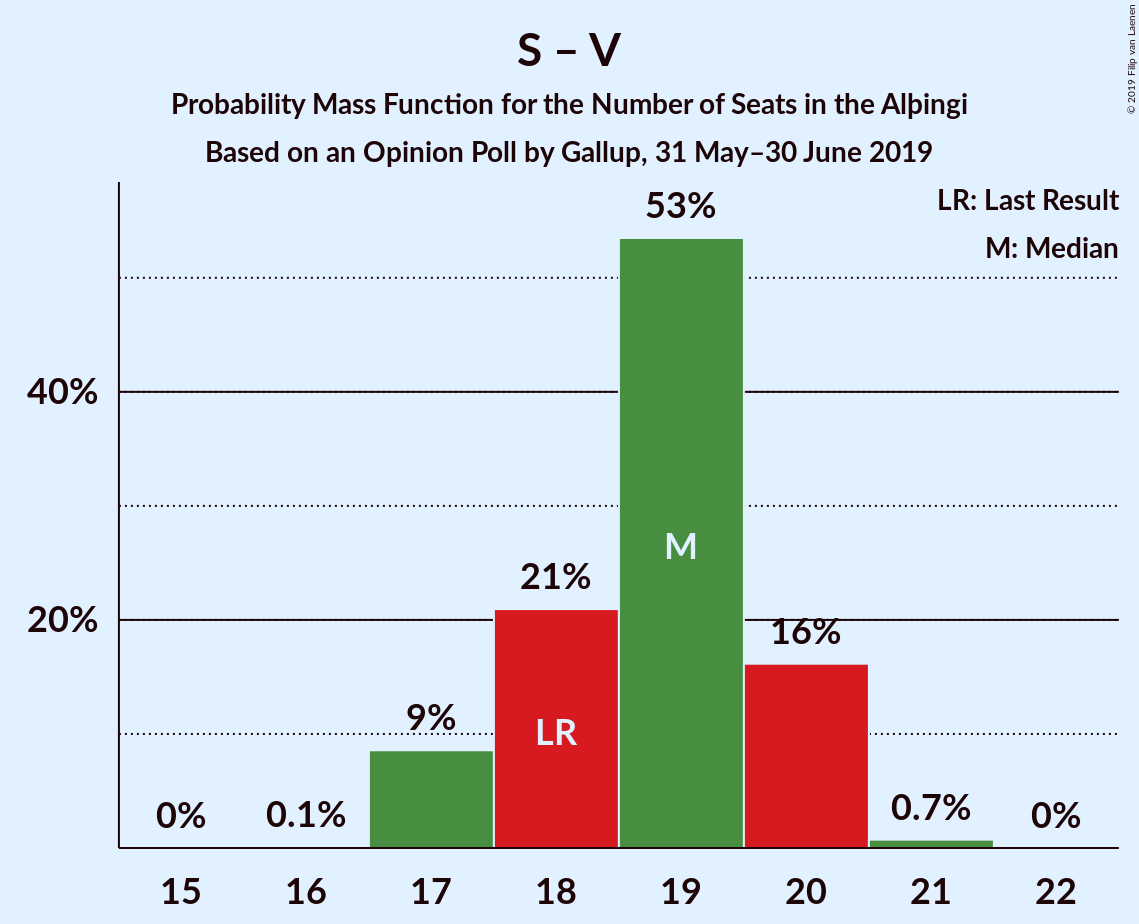 S – V
Probability Mass Function for the Number of Seats in the Alþingi
Based on an Opinion Poll by Gallup, 31 May–30 June 2019
© 2019 Filip van Laenen
LR: Last Result
M: Median
53%
40%
M
21%
20%
16%
9%
LR
0%
0.1%
0.7%
0%
15 16 17 18 19 20 21 22